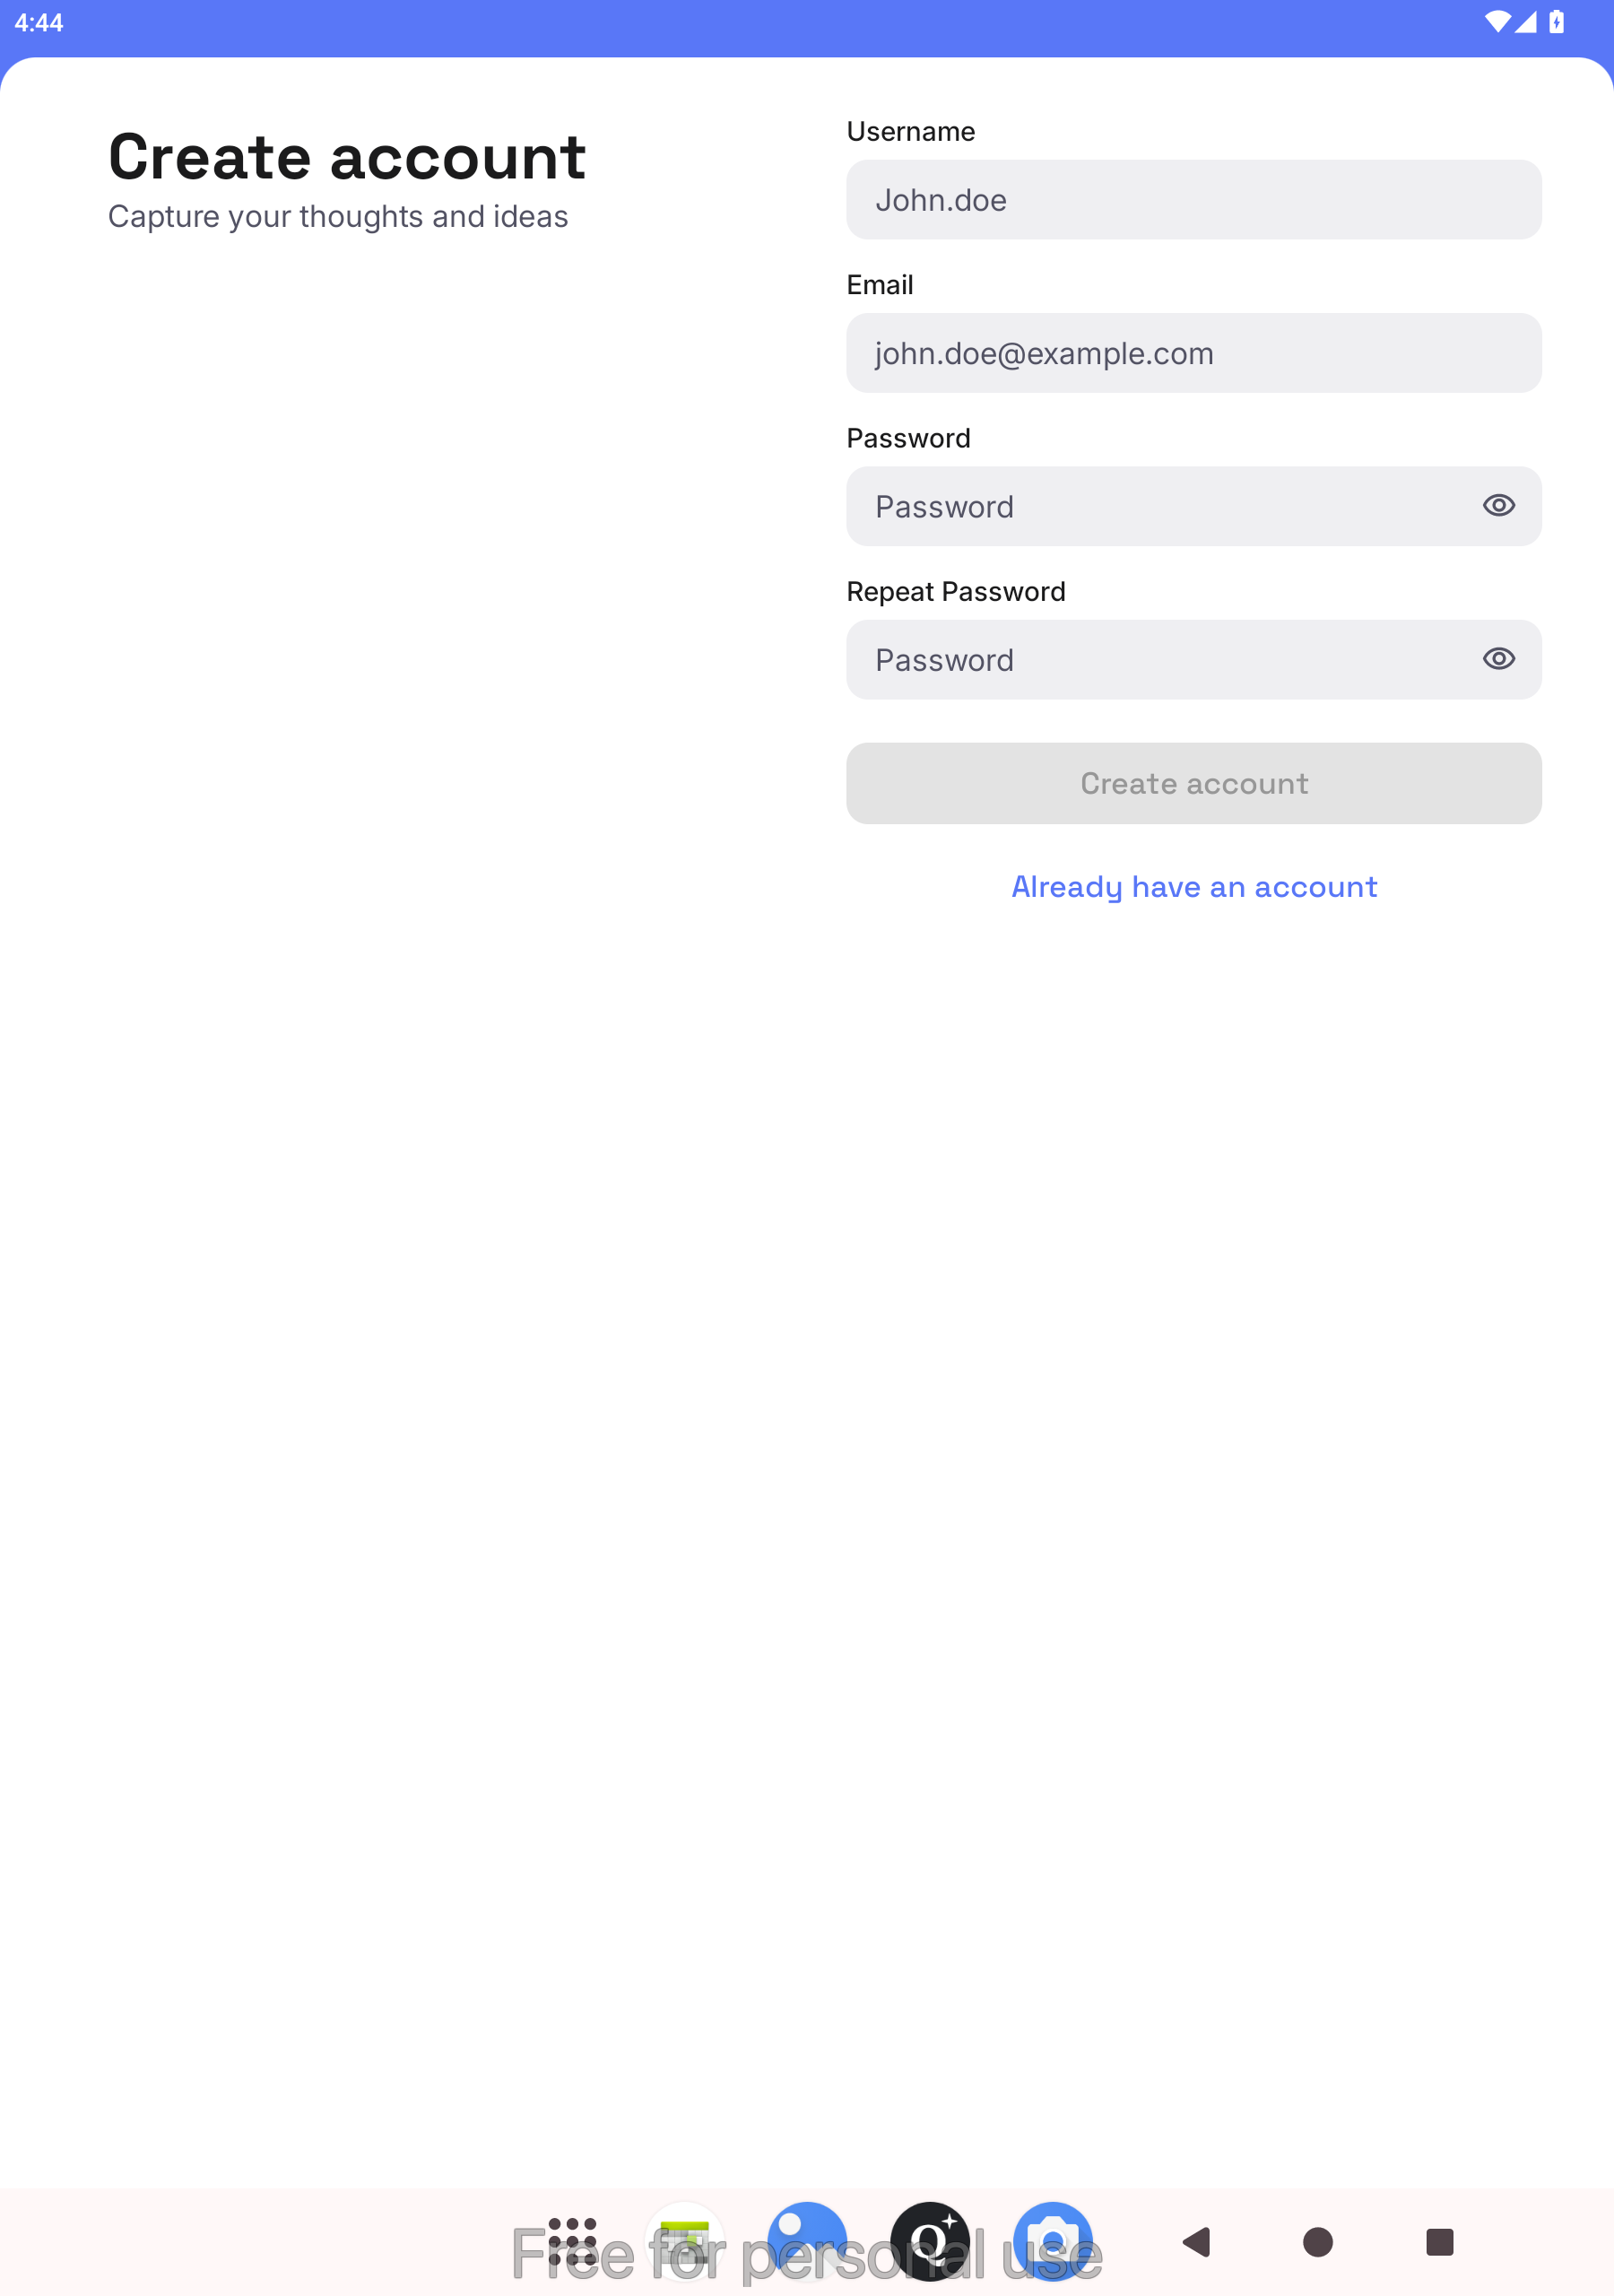 4:44
Create account
Capture your thoughts and ideas
Username
John.doe
Email
john.doe@example.com
Password
Password
Repeat Password
Password
Create account
Already have an account
Q
Free for personal use